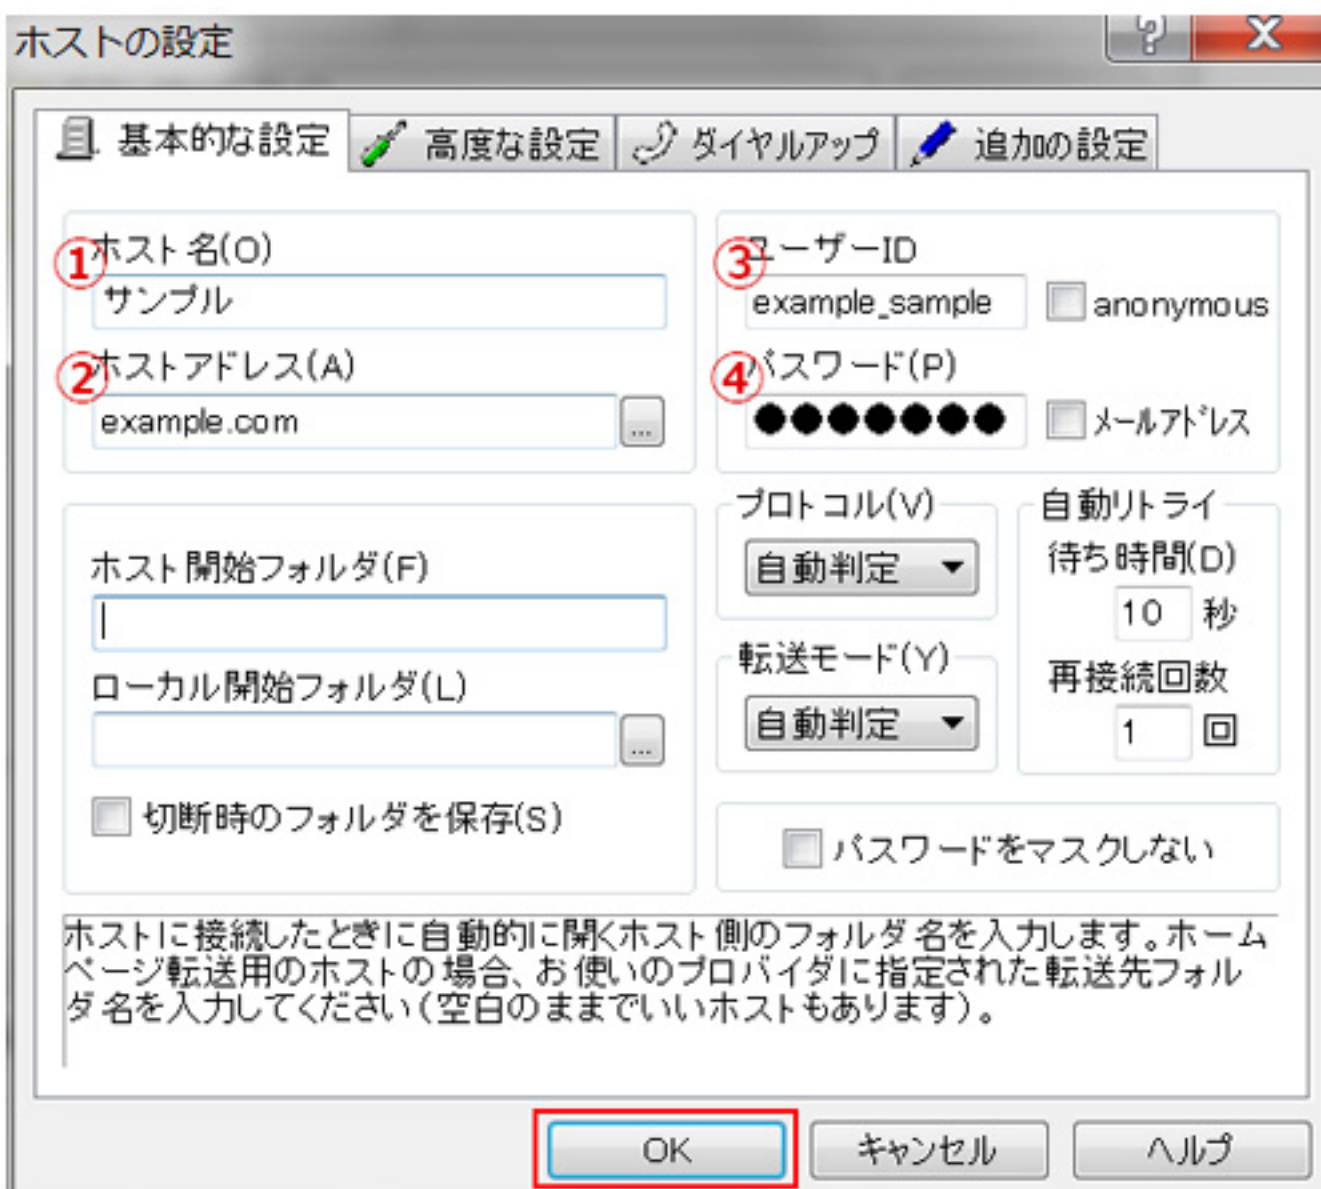 ホストの設定
基本的な設定 高度な設定 ダイヤルアップ 追加の設定
①ホスト名(O)
サンプル
②ホストアドレス(A)
example.com
...
③ユーザーID
example_sample
anonymous
④パスワード(P)
●●●●●●●
メールアドレス
ホスト開始フォルダ(F)
ローカル開始フォルダ(L)
...
切断時のフォルダを保存(S)
プロトコル(V)
自動判定
転送モード(Y)
自動判定
自動リトライ
待ち時間(D)
10 秒
再接続回数
1 回
パスワードをマスクしない
ホストに接続したときに自動的に開くホスト側のフォルダ名を入力します。ホーム
ページ転送用のホストの場合、お使いのプロバイダに指定された転送先フォル
ダ名を入力してください(空白のままでいいホストもあります)。
OK キャンセル ヘルプ